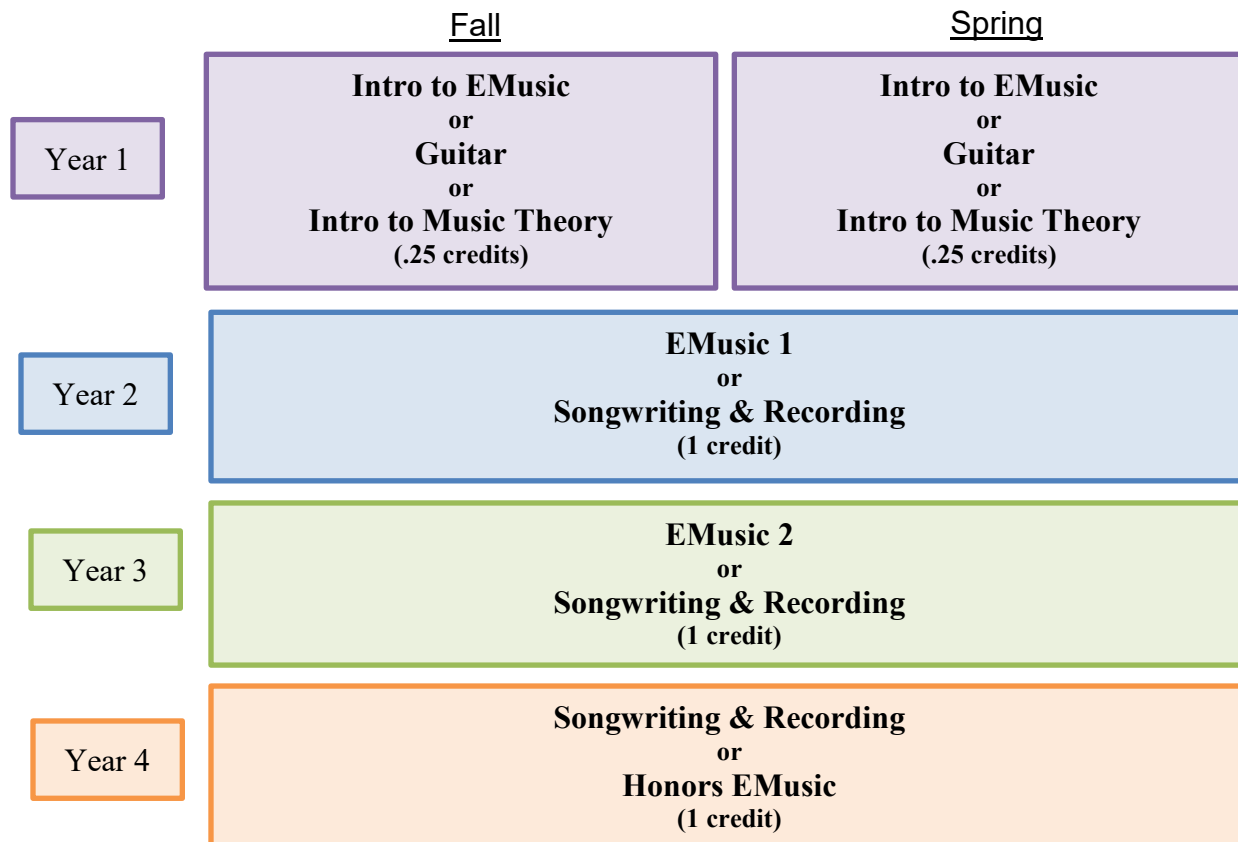 Fall
Spring
Year 1
Intro to EMusic
or
Guitar
or
Intro to Music Theory
(.25 credits)
Intro to EMusic
or
Guitar
or
Intro to Music Theory
(.25 credits)
Year 2
EMusic 1
or
Songwriting & Recording
(1 credit)
Year 3
EMusic 2
or
Songwriting & Recording
(1 credit)
Year 4
Songwriting & Recording
or
Honors EMusic
(1 credit)